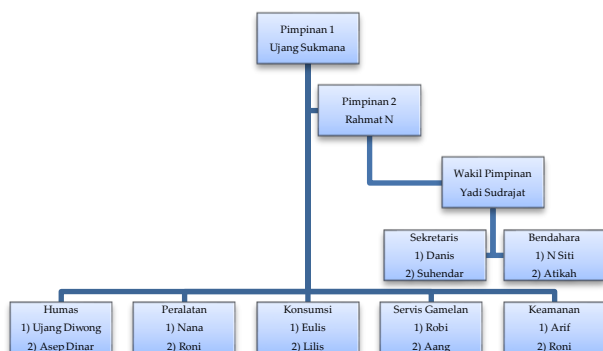 Pimpinan 1
Ujang Sukmana
Pimpinan 2
Rahmat N
Wakil Pimpinan
Yadi Sudrajat
Sekretaris
1) Danis
2) Suhendar
Bendahara
1) N Siti
2) Atikah
Humas
1) Ujang Diwong
2) Asep Dinar
Peralatan
1) Nana
2) Roni
Konsumsi
1) Eulis
2) Lilis
Servis Gamelan
1) Robi
2) Aang
Keamanan
1) Arif
2) Roni